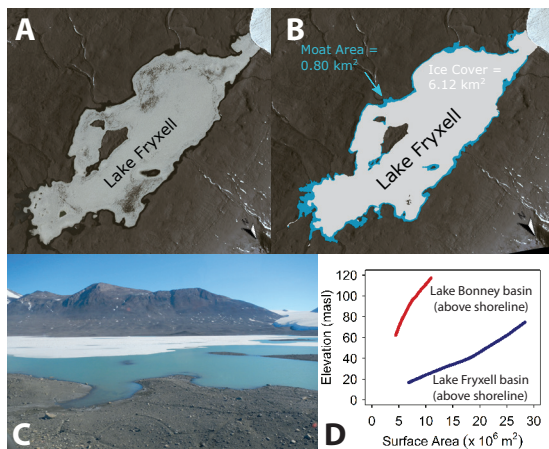 A
Lake Fryxell
B
Moat Area =
0.80 km²
Ice Cover =
6.12 km²
Lake Fryxell
C
D
Elevation (masl)
120
100
80
60
40
20
0
Lake Bonney basin
(above shoreline)
Lake Fryxell basin
(above shoreline)
0 5 10 15 20 25 30
Surface Area (x 10⁶ m²)